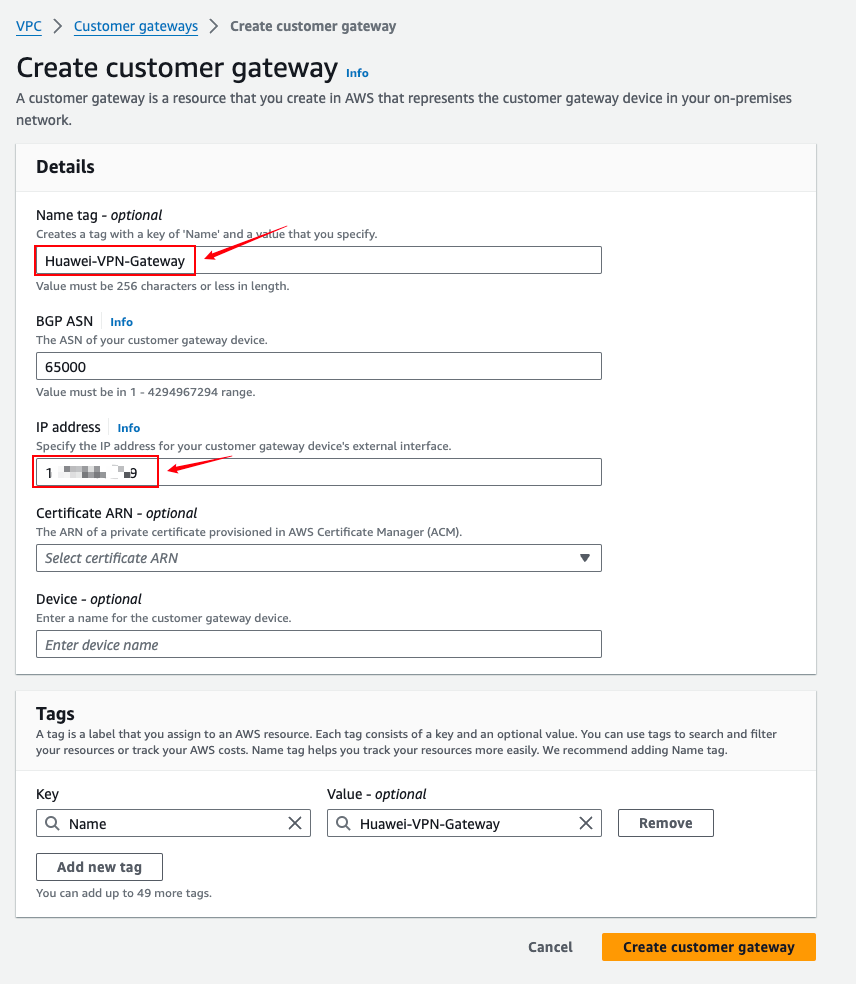 VPC > Customer gateways > Create customer gateway
Create customer gateway Info
A customer gateway is a resource that you create in AWS that represents the customer gateway device in your on-premises
network.
Details
Name tag - optional
Creates a tag with a key of 'Name' and a value that you specify.
Huawei-VPN-Gateway
Value must be 256 characters or less in length.
BGP ASN Info
The ASN of your customer gateway device.
65000
Value must be in 1 - 4294967294 range.
IP address Info
Specify the IP address for your customer gateway device's external interface.
1 9
Certificate ARN - optional
The ARN of a private certificate provisioned in AWS Certificate Manager (ACM).
Select certificate ARN
Device - optional
Enter a name for the customer gateway device.
Enter device name
Tags
A tag is a label that you assign to an AWS resource. Each tag consists of a key and an optional value. You can use tags to search and filter
your resources or track your AWS costs. Name tag helps you track your resources more easily. We recommend adding Name tag.
Key Value - optional
Name Huawei-VPN-Gateway Remove
Add new tag
You can add up to 49 more tags.
Cancel Create customer gateway